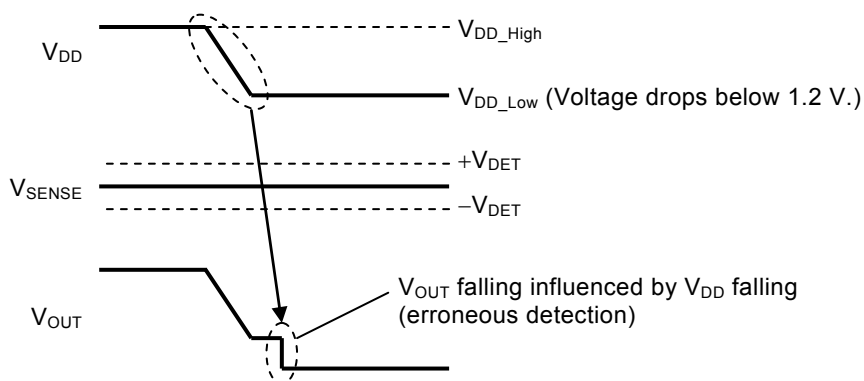 V_DD
V_DD_High
V_DD_Low (Voltage drops below 1.2 V.)
+V_DET
V_SENSE
−V_DET
V_OUT falling influenced by V_DD falling
(erroneous detection)
V_OUT